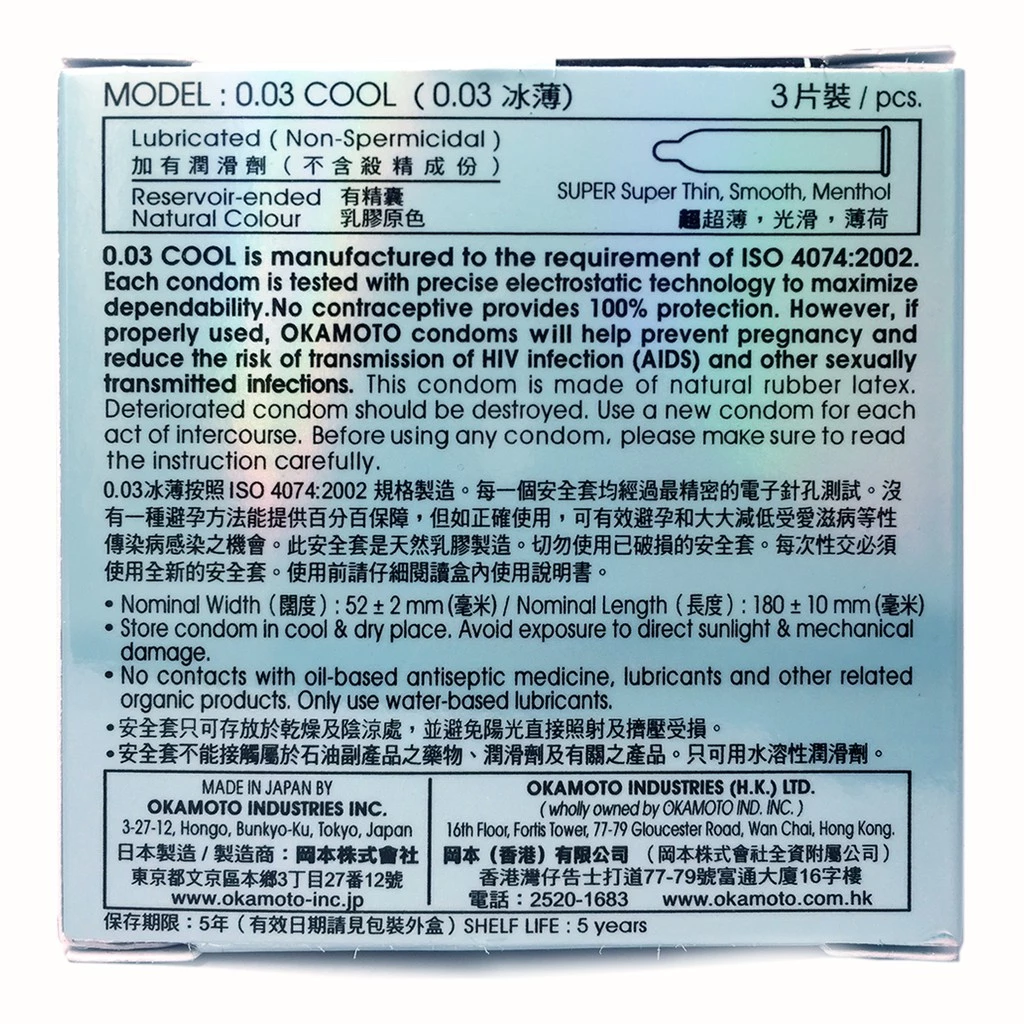 MODEL : 0.03 COOL ( 0.03 冰薄)
3片裝 / pcs.
Lubricated ( Non-Spermicidal )
加有潤滑劑 ( 不含殺精成份 )
Reservoir-ended 有精囊
Natural Colour 乳膠原色
SUPER Super Thin, Smooth, Menthol
超超薄，光滑，薄荷
0.03 COOL is manufactured to the requirement of ISO 4074:2002.
Each condom is tested with precise electrostatic technology to maximize
dependability.No contraceptive provides 100% protection. However, if
properly used, OKAMOTO condoms will help prevent pregnancy and
reduce the risk of transmission of HIV infection (AIDS) and other sexually
transmitted infections. This condom is made of natural rubber latex.
Deteriorated condom should be destroyed. Use a new condom for each
act of intercourse. Before using any condom, please make sure to read
the instruction carefully.
0.03冰薄按照 ISO 4074:2002 規格製造。每一個安全套均經過最精密的電子針孔測試。沒
有一種避孕方法能提供百分百保障，但如正確使用，可有效避孕和大大減低受愛滋病等性
傳染病感染之機會。此安全套是天然乳膠製造。切勿使用已破損的安全套。每次性交必須
使用全新的安全套。使用前請仔細閱讀盒內使用說明書。
• Nominal Width (闊度) : 52 ± 2 mm (毫米) / Nominal Length (長度) : 180 ± 10 mm (毫米)
• Store condom in cool & dry place. Avoid exposure to direct sunlight & mechanical
damage.
• No contacts with oil-based antiseptic medicine, lubricants and other related
organic products. Only use water-based lubricants.
• 安全套只可存放於乾燥及陰涼處，並避免陽光直接照射及擠壓受損。
• 安全套不能接觸屬於石油副產品之藥物、潤滑劑及有關之產品。只可用水溶性潤滑劑。
MADE IN JAPAN BY
OKAMOTO INDUSTRIES INC.
3-27-12, Hongo, Bunkyo-Ku, Tokyo, Japan
日本製造 / 製造商：岡本株式會社
東京都文京區本鄉3丁目27番12號
www.okamoto-inc.jp
OKAMOTO INDUSTRIES (H.K.) LTD.
( wholly owned by OKAMOTO IND. INC. )
16th Floor, Fortis Tower, 77-79 Gloucester Road, Wan Chai, Hong Kong.
岡本（香港）有限公司 （岡本株式會社全資附屬公司）
香港灣仔告士打道77-79號富通大廈16字樓
電話：2520-1683 www.okamoto.com.hk
保存期限：5年 ( 有效日期請見包裝外盒 ) SHELF LIFE : 5 years